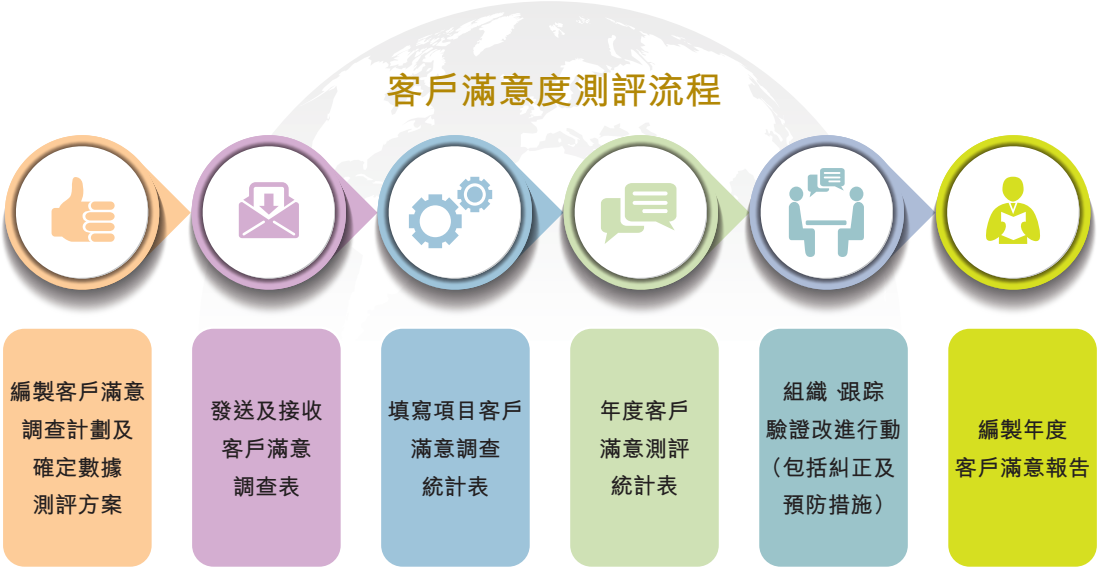 客戶滿意度測評流程
編製客戶滿意
調查計劃及
確定數據
測評方案
發送及接收
客戶滿意
調查表
填寫項目客戶
滿意調查
統計表
年度客戶
滿意測評
統計表
組織、跟踪
驗證改進行動
（包括糾正及
預防措施）
編製年度
客戶滿意報告